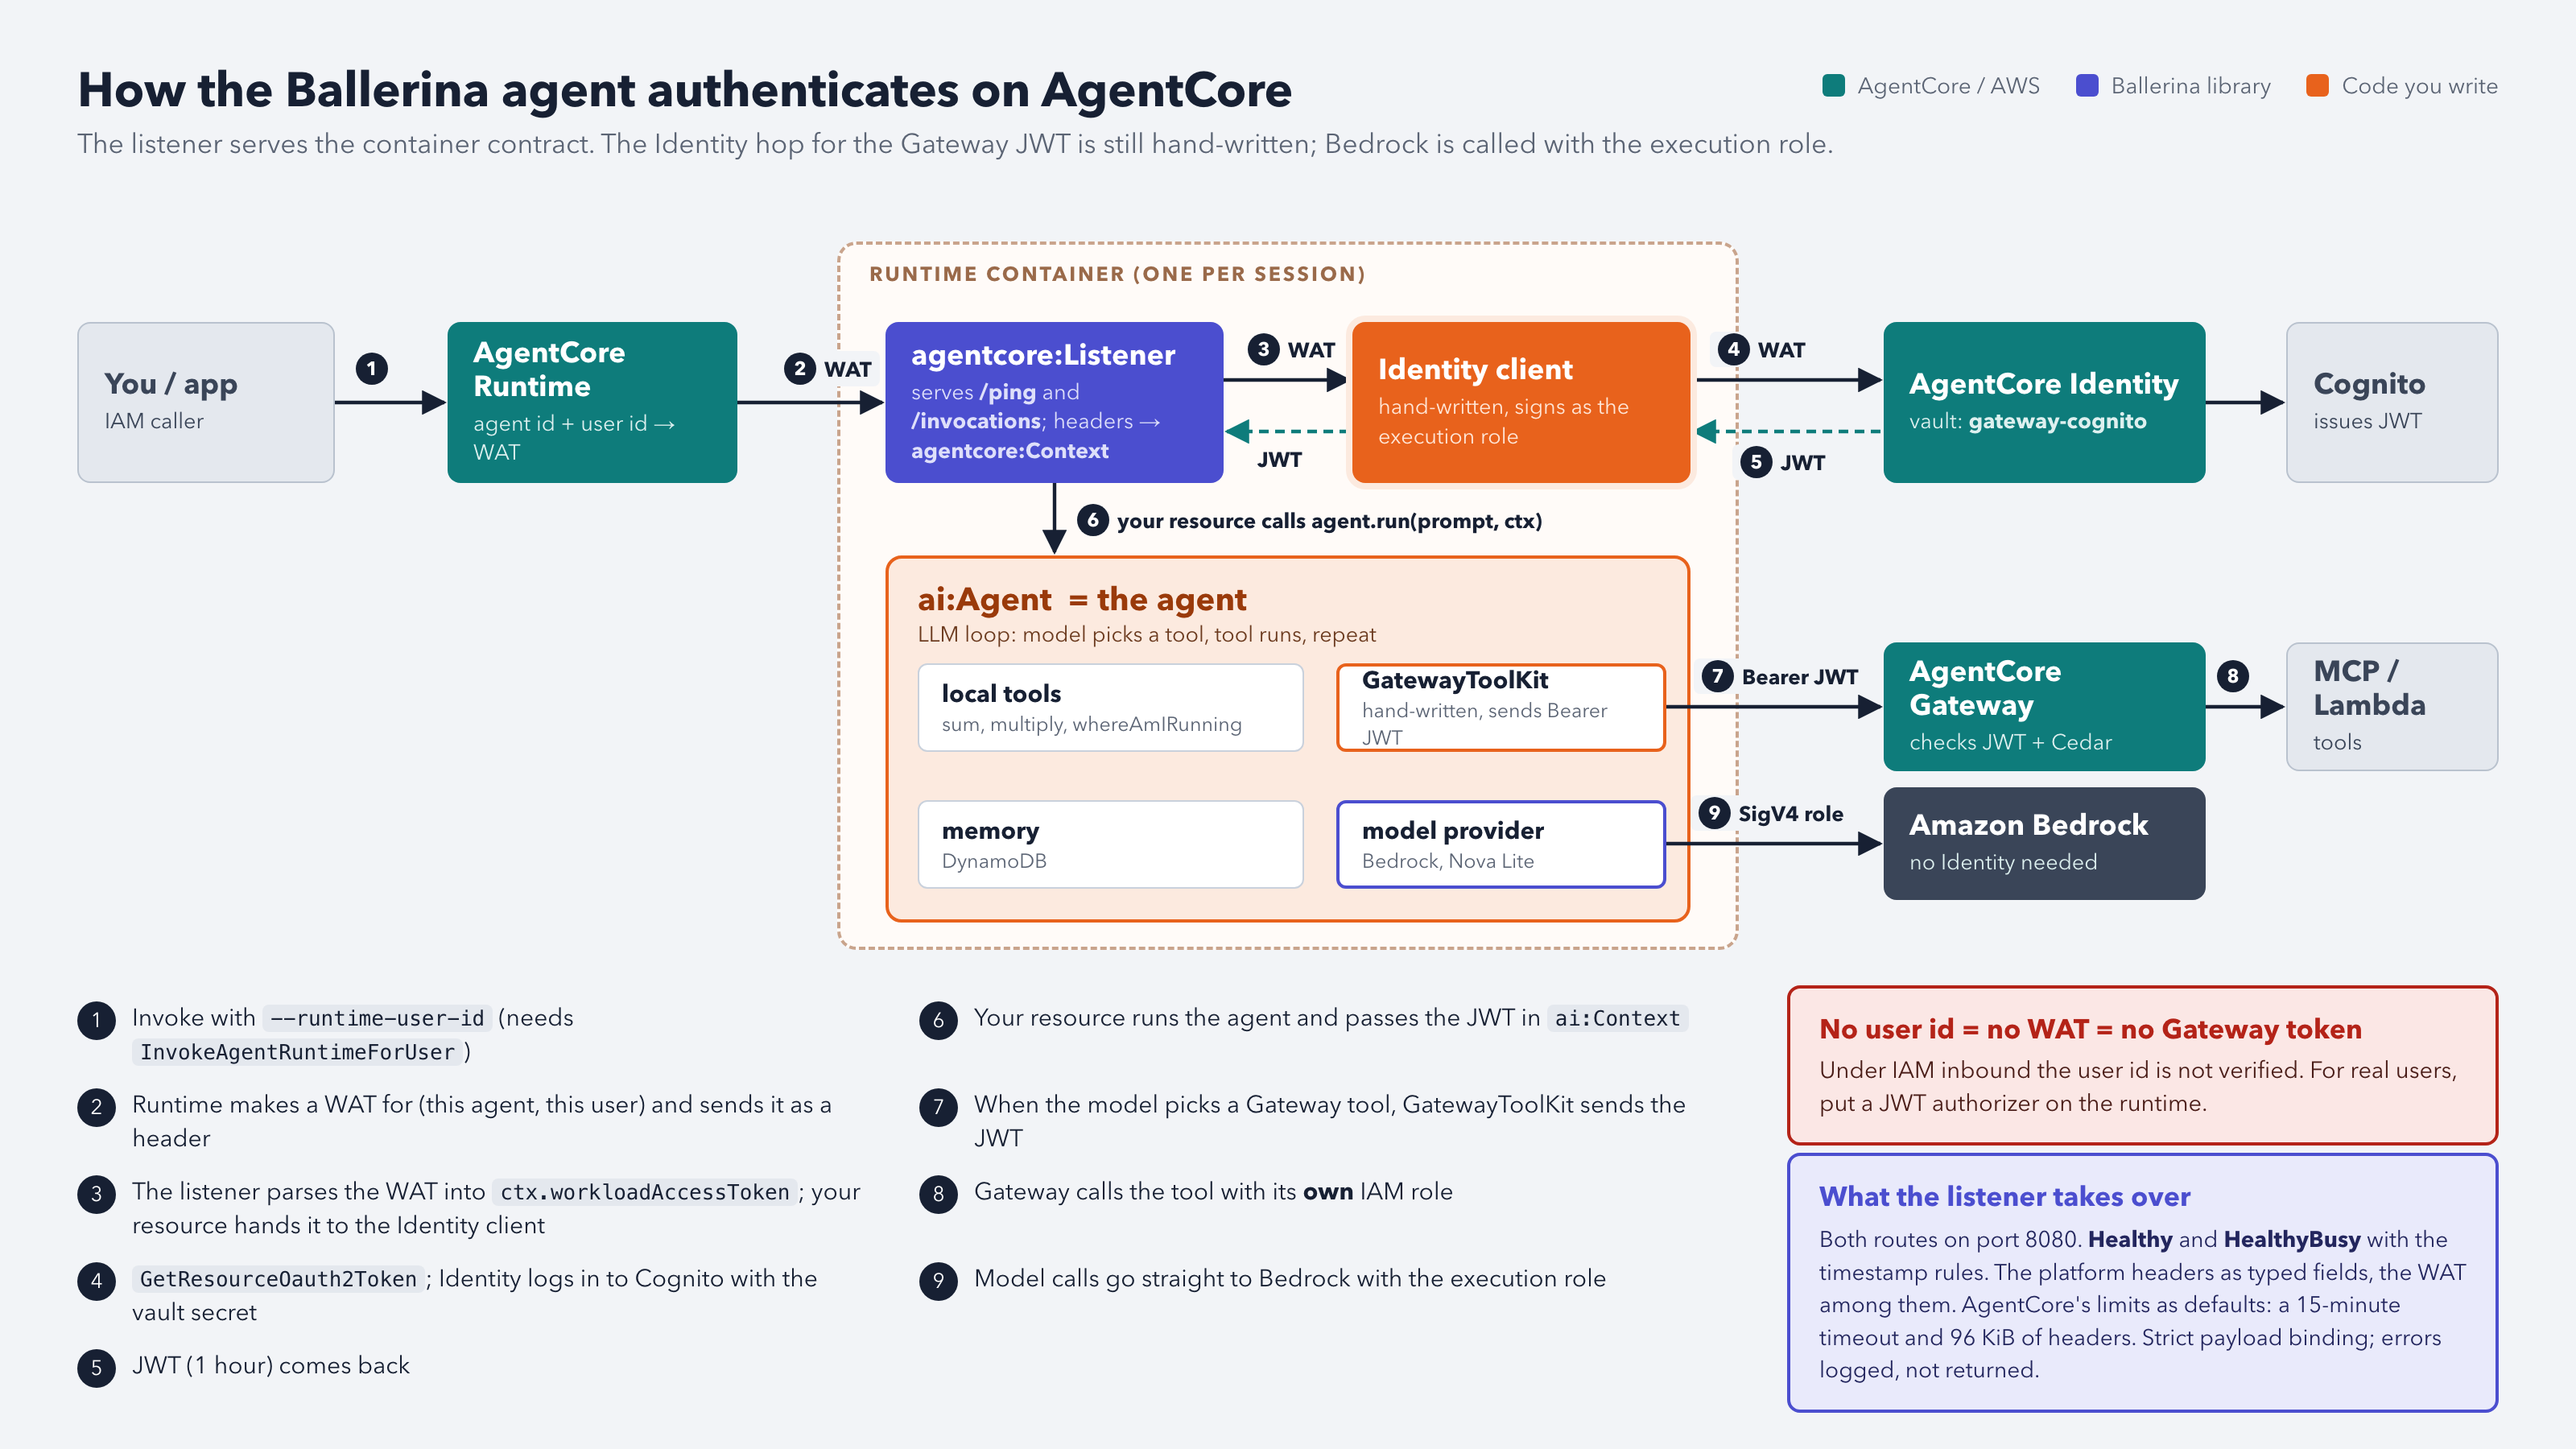 How the Ballerina agent authenticates on AgentCore
AgentCore / AWS
Ballerina library
Code you write
The listener serves the container contract. The Identity hop for the Gateway JWT is still hand-written; Bedrock is called with the execution role.
RUNTIME CONTAINER (ONE PER SESSION)
You / app
IAM caller
1
AgentCore
Runtime
agent id + user id →
WAT
2 WAT
agentcore:Listener
serves /ping and
/invocations; headers →
agentcore:Context
3 WAT
JWT
Identity client
hand-written, signs as the
execution role
4 WAT
5 JWT
AgentCore Identity
vault: gateway-cognito
Cognito
issues JWT
6 your resource calls agent.run(prompt, ctx)
ai:Agent = the agent
LLM loop: model picks a tool, tool runs, repeat
local tools
sum, multiply, whereAmIRunning
GatewayToolKit
hand-written, sends Bearer
JWT
7 Bearer JWT
AgentCore
Gateway
checks JWT + Cedar
8
MCP /
Lambda
tools
memory
DynamoDB
model provider
Bedrock, Nova Lite
9 SigV4 role
Amazon Bedrock
no Identity needed
1 Invoke with --runtime-user-id (needs
InvokeAgentRuntimeForUser)
2 Runtime makes a WAT for (this agent, this user) and sends it as a
header
3 The listener parses the WAT into ctx.workloadAccessToken; your
resource hands it to the Identity client
4 GetResourceOauth2Token; Identity logs in to Cognito with the
vault secret
5 JWT (1 hour) comes back
6 Your resource runs the agent and passes the JWT in ai:Context
7 When the model picks a Gateway tool, GatewayToolKit sends the
JWT
8 Gateway calls the tool with its own IAM role
9 Model calls go straight to Bedrock with the execution role
No user id = no WAT = no Gateway token
Under IAM inbound the user id is not verified. For real users,
put a JWT authorizer on the runtime.
What the listener takes over
Both routes on port 8080. Healthy and HealthyBusy with the
timestamp rules. The platform headers as typed fields, the WAT
among them. AgentCore's limits as defaults: a 15-minute
timeout and 96 KiB of headers. Strict payload binding; errors
logged, not returned.